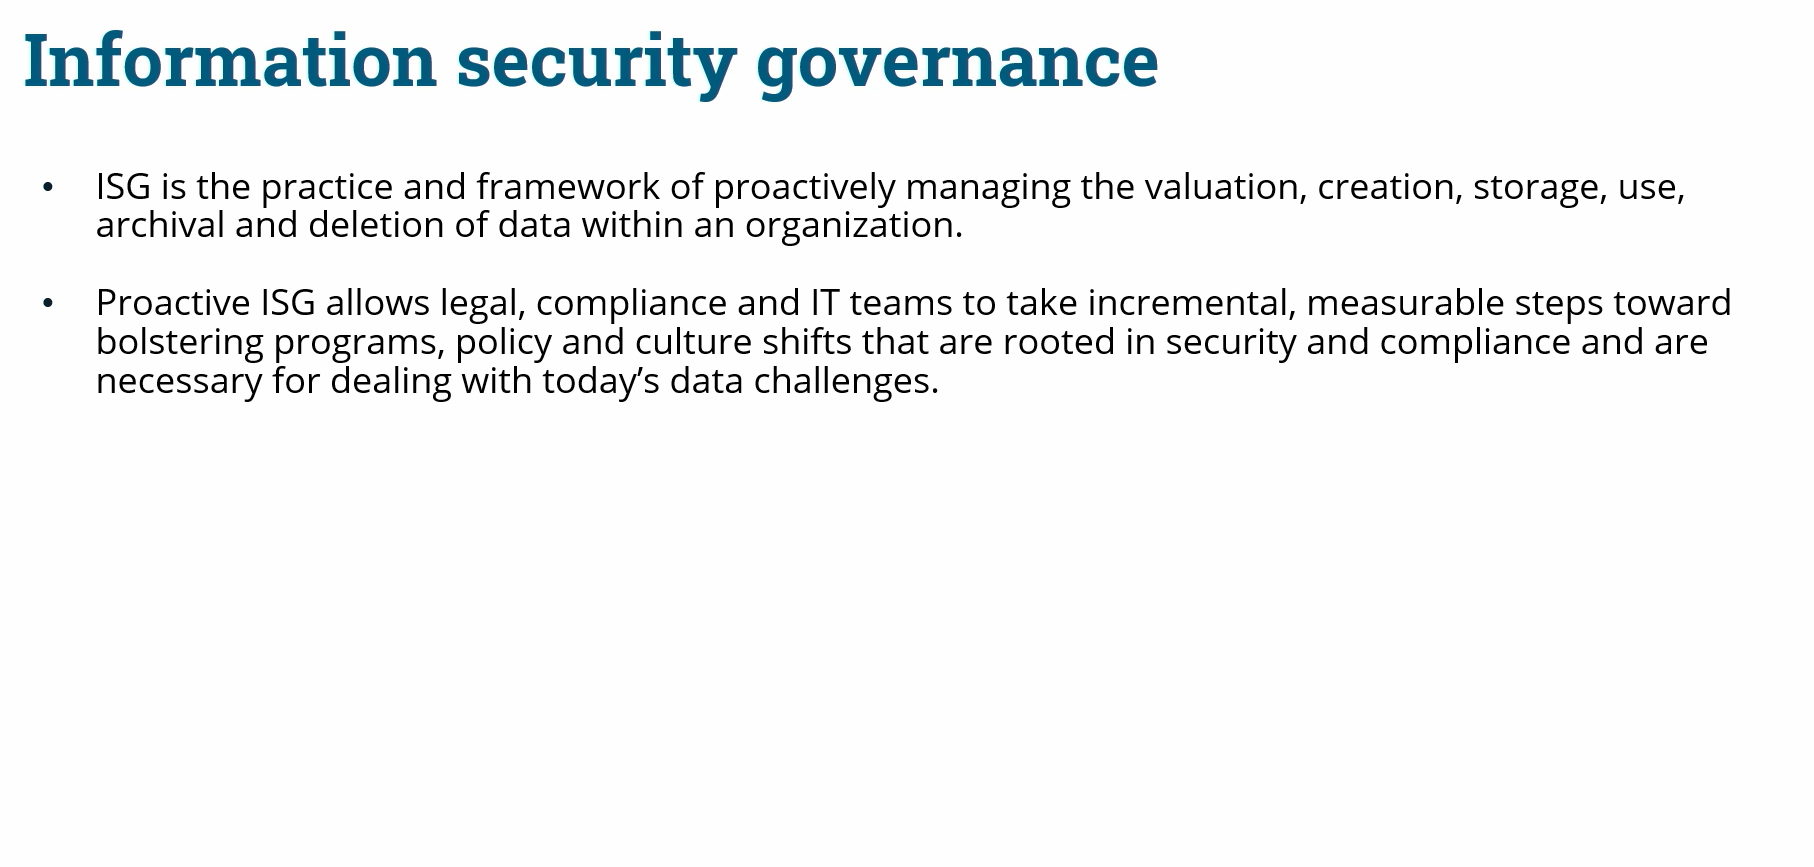 Information security governance
• ISG is the practice and framework of proactively managing the valuation, creation, storage, use,
archival and deletion of data within an organization.
• Proactive ISG allows legal, compliance and IT teams to take incremental, measurable steps toward
bolstering programs, policy and culture shifts that are rooted in security and compliance and are
necessary for dealing with today’s data challenges.